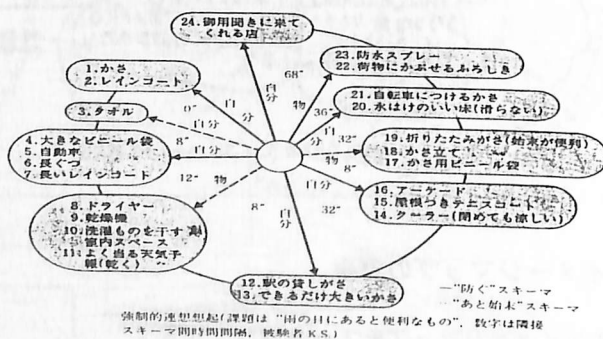 24.御用聞きに来て
くれる店
23.防水スプレー
22.荷物にかぶせるふろしき
1.かさ
2.レインコート
68″
自分
物
21.自転車につけるかさ
20.水はけのいい床(滑らない)
36″
自分
3.タオル
0″
自分
自分
32″
19.折りたたみがさ(始末が便利)
18.かさ立て
17.かさ用ビニール袋
4.大きなビニール袋
5.自動車
6.長ぐつ
7.長いレインコート
8″
自分
物
8″
12″
物
自分
32″
16.アーケード
15.屋根つきテニスコート
14.クーラー(閉めても涼しい)
8.ドライヤー
9.乾燥機
10.洗濯ものを干す
室内スペース
11.よく当る天気予
報(乾く)
8″
自分
12.駅の貸しがさ
13.できるだけ大きいかさ
―“防ぐ”スキーマ
…“あと始末”スキーマ
強制的連想想起(課題は“雨の日にあると便利なもの”,数字は隣接
スキーマ間時間間隔,被験者K.S.)